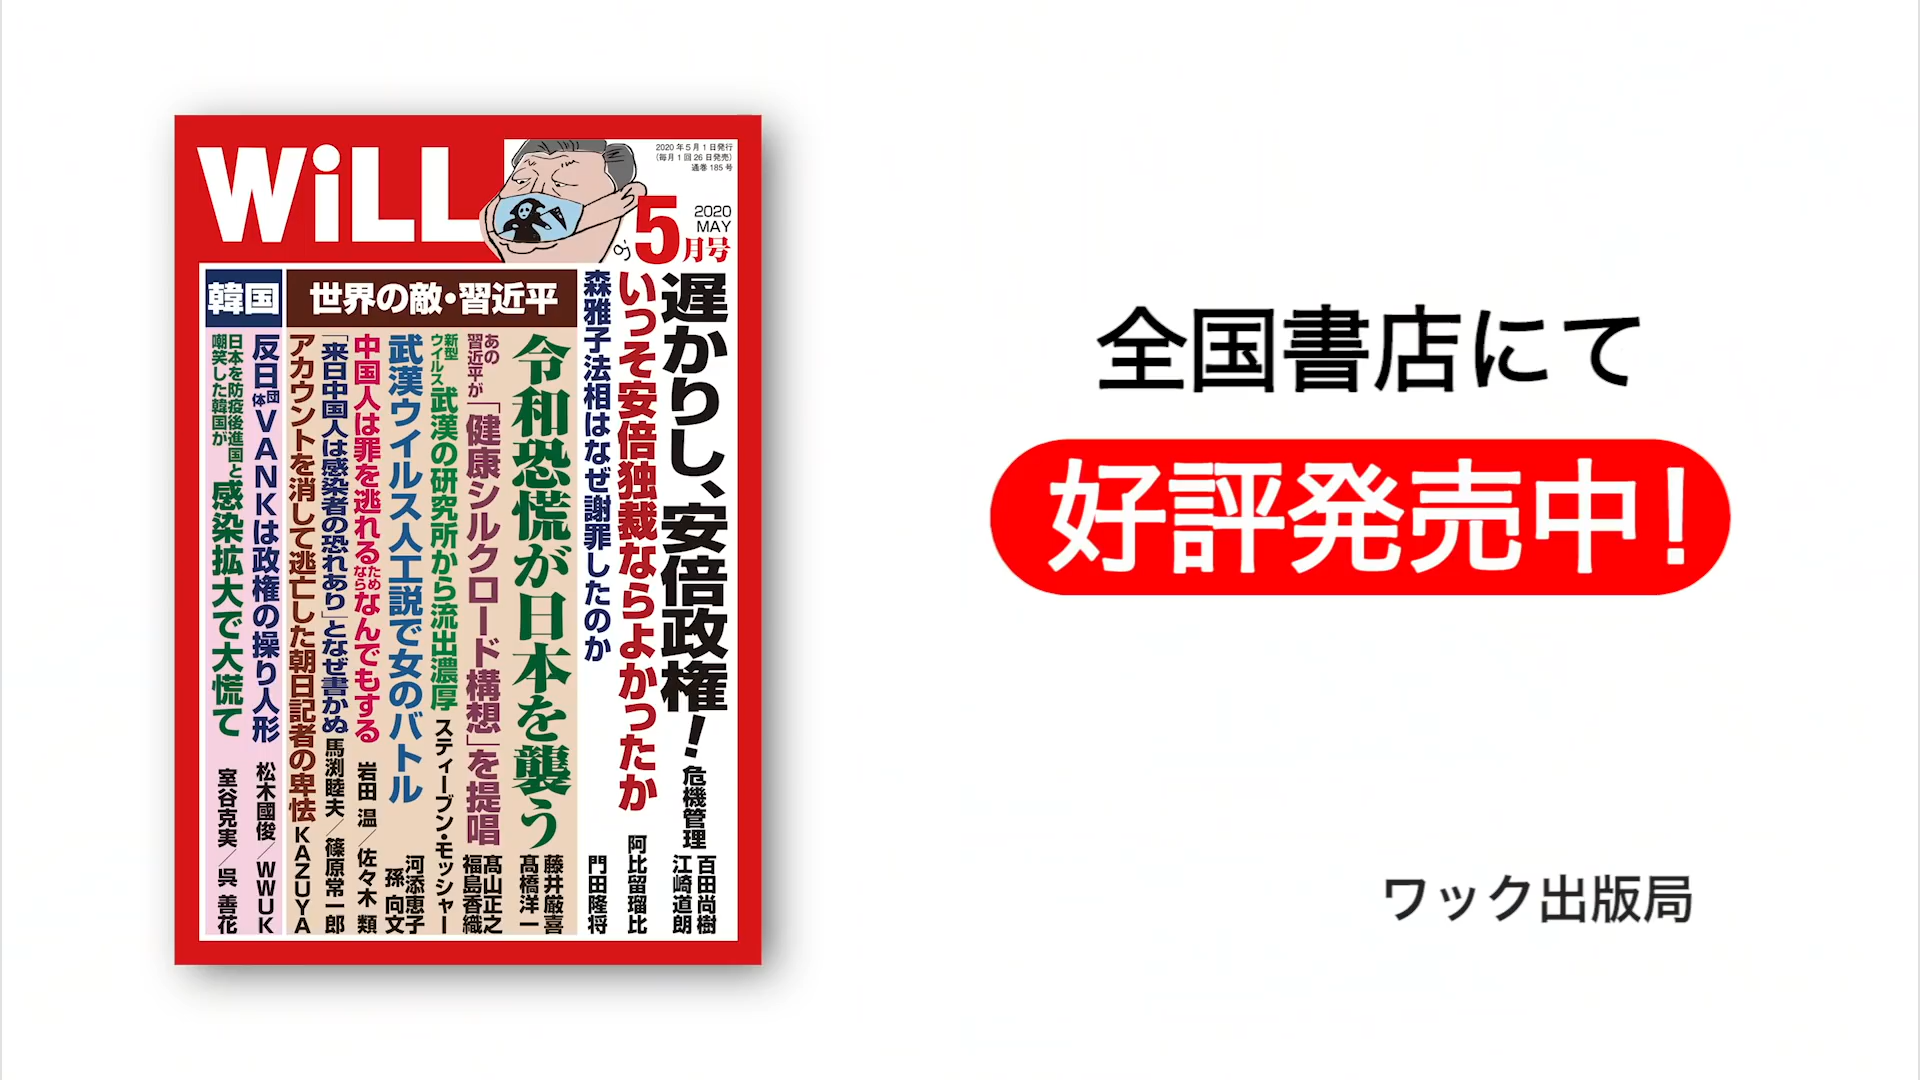 WiLL
2020年5月1日発行
(毎月1回26日発売)
通巻185号
2020
MAY
5月号
遅かりし、安倍政権!
危機管理
百田尚樹
江崎道朗
いっそ安倍独裁ならよかったか
阿比留瑠比
森雅子法相はなぜ謝罪したのか
門田隆将
世界の敵・習近平
令和恐慌が日本を襲う
藤井厳喜
髙橋洋一
あの習近平が「健康シルクロード構想」を提唱
髙山正之
福島香織
新型ウイルス武漢の研究所から流出濃厚
スティーブン・モッシャー
武漢ウイルス人工説で女のバトル
河添恵子
孫向文
中国人は罪を逃れるためならなんでもする
岩田温/佐々木類
「来日中国人は感染者の恐れあり」となぜ書かぬ
馬渕睦夫/篠原常一郎
アカウントを消して逃亡した朝日記者の卑怯
KAZUYA
韓国
反日団体VANKは政権の操り人形
松木國俊/WWUK
日本を防疫後進国と嘲笑した韓国が
感染拡大で大慌て
室谷克実/呉善花
全国書店にて
好評発売中!
ワック出版局